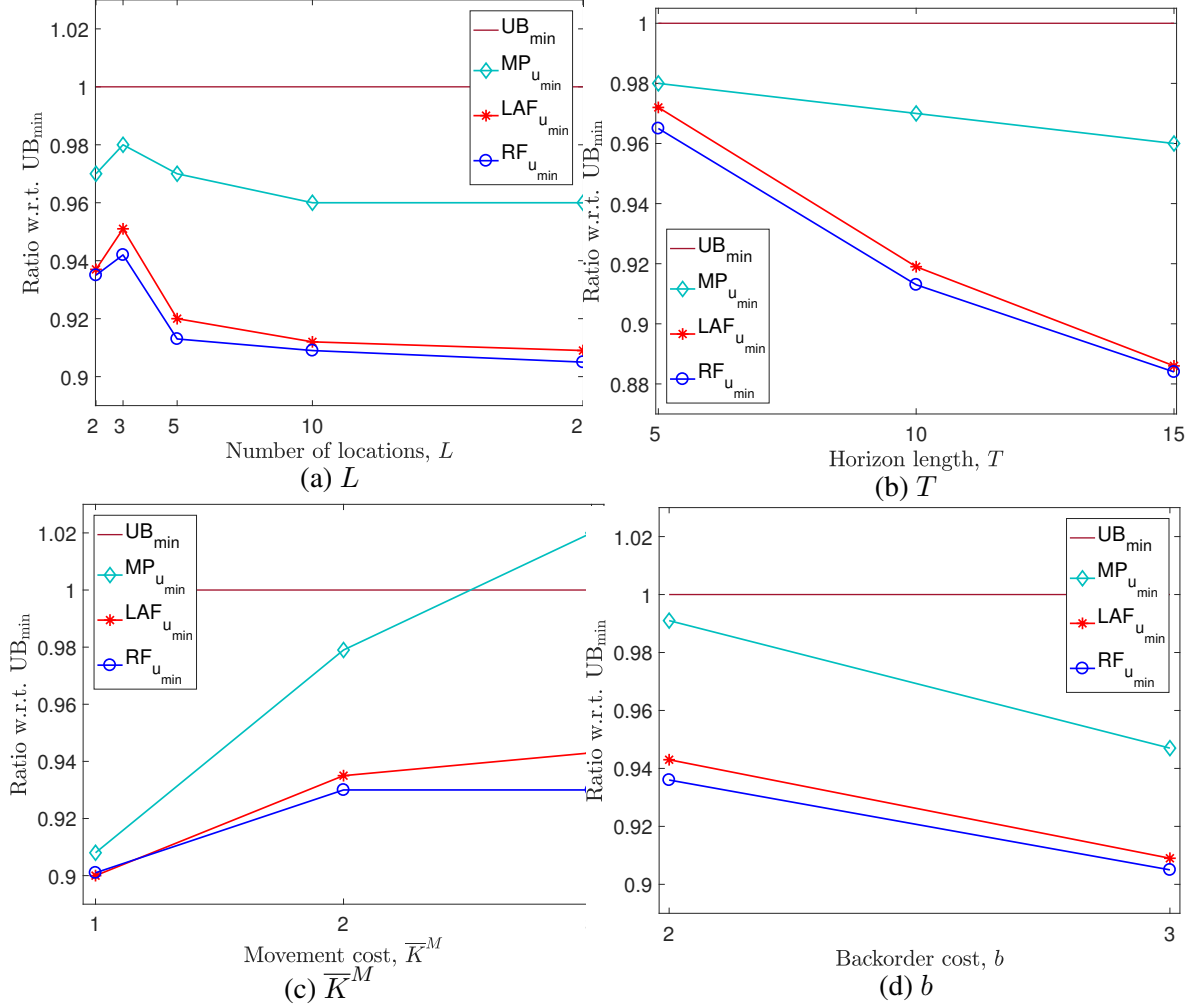 1.02
1
0.98
0.96
0.94
0.92
0.9
2 3 5 10 2
Ratio w.r.t. UB_min
Number of locations, L
UB_min
MP_u_min
LAF_u_min
RF_u_min
(a) L
1
0.98
0.96
0.94
0.92
0.9
0.88
5 10 15
Ratio w.r.t. UB_min
Horizon length, T
UB_min
MP_u_min
LAF_u_min
RF_u_min
(b) T
1.02
1
0.98
0.96
0.94
0.92
0.9
1 2
Ratio w.r.t. UB_min
Movement cost, K̅^M
UB_min
MP_u_min
LAF_u_min
RF_u_min
(c) K̅^M
1.02
1
0.98
0.96
0.94
0.92
0.9
2 3
Ratio w.r.t. UB_min
Backorder cost, b
UB_min
MP_u_min
LAF_u_min
RF_u_min
(d) b